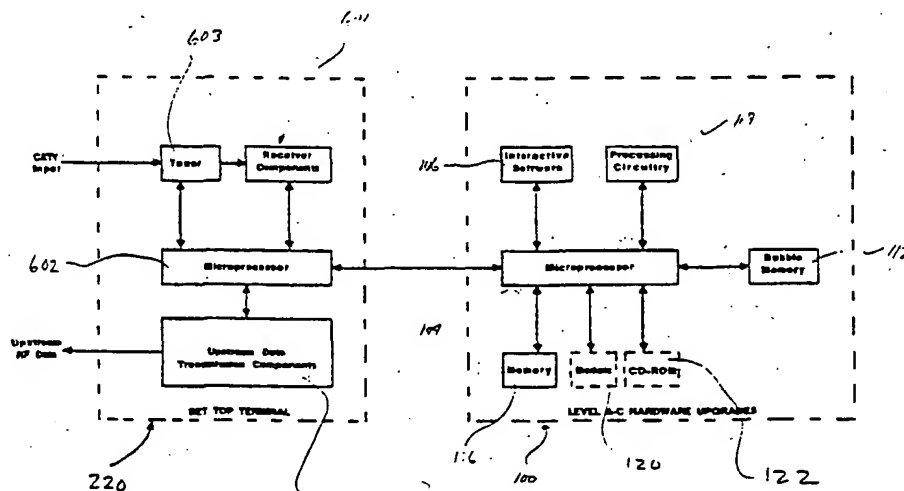 603
CATV
Input
Tuner
Receiver
Components
602
Microprocessor
Upstream
RF Data
Upstream Data
Transmission Components
SET TOP TERMINAL
220
106
Interactive
Software
Processing
Circuitry
Microprocessor
Bubble
Memory
104
Memory
CD-ROM
LEVEL A-C HARDWARE UPGRADES
100
120
122